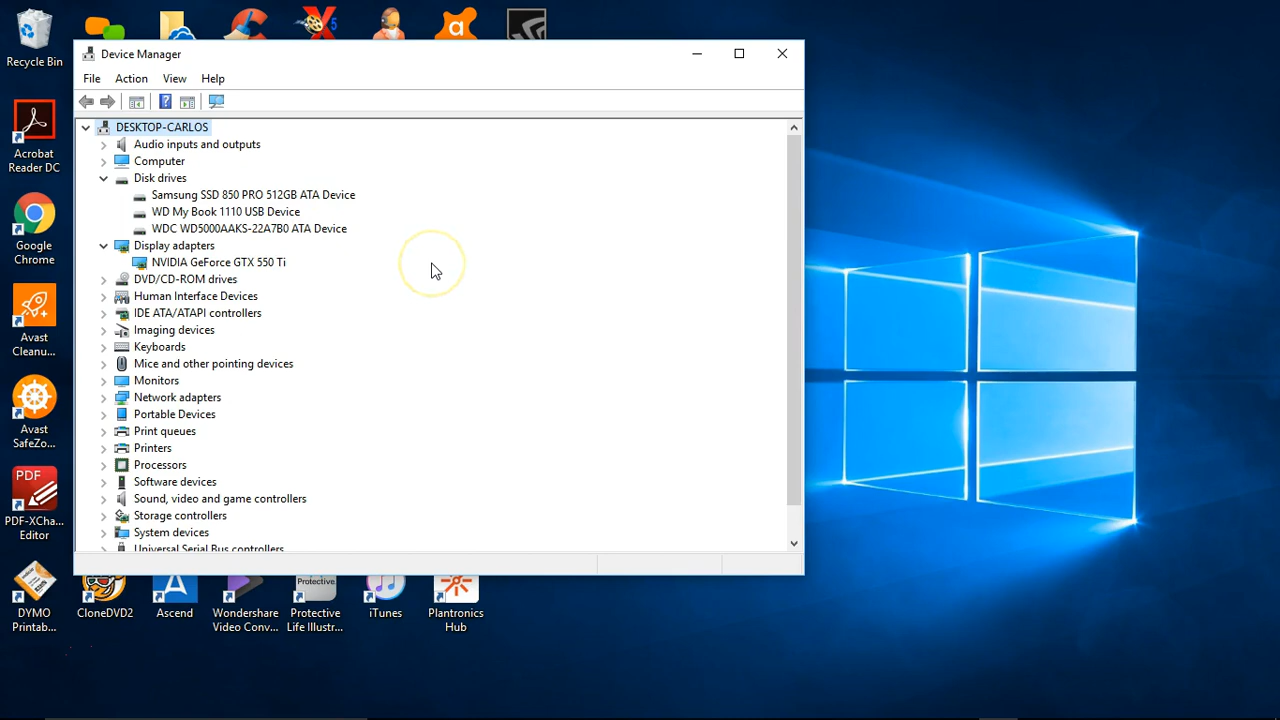 Recycle Bin
X5
a
Device Manager
File Action View Help
DESKTOP-CARLOS
Audio inputs and outputs
Computer
Disk drives
Samsung SSD 850 PRO 512GB ATA Device
WD My Book 1110 USB Device
WDC WD5000AAKS-22A7B0 ATA Device
Display adapters
NVIDIA GeForce GTX 550 Ti
DVD/CD-ROM drives
Human Interface Devices
IDE ATA/ATAPI controllers
Imaging devices
Keyboards
Mice and other pointing devices
Monitors
Network adapters
Portable Devices
Print queues
Printers
Processors
Software devices
Sound, video and game controllers
Storage controllers
System devices
Universal Serial Bus controllers
Acrobat
Reader DC
Google
Chrome
Avast
Cleanu...
Avast
SafeZo...
PDF
PDF-XCha...
Editor
DYMO
Printab...
CloneDVD2
Ascend
Wondershare
Video Conv...
Protective.
Protective
Life Illustr...
iTunes
Plantronics
Hub